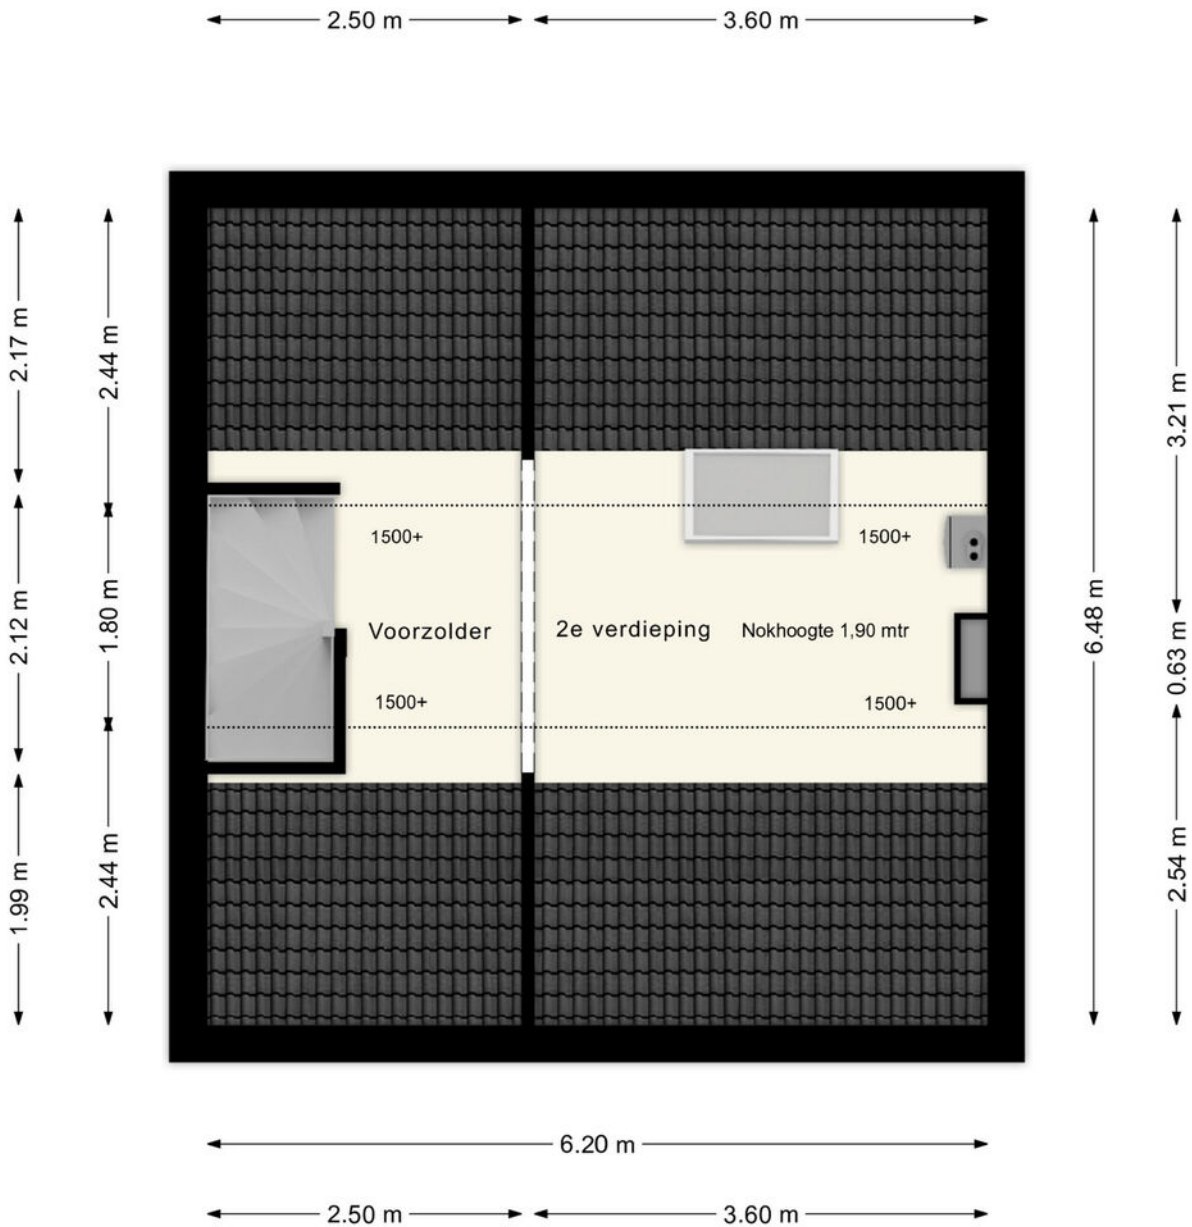 2.50 m
3.60 m
2.17 m
2.44 m
3.21 m
1500+
1500+
2.12 m
1.80 m
Voorzolder
2e verdieping
Nokhoogte 1,90 mtr
6.48 m
0.63 m
1500+
1500+
1.99 m
2.44 m
2.54 m
6.20 m
2.50 m
3.60 m